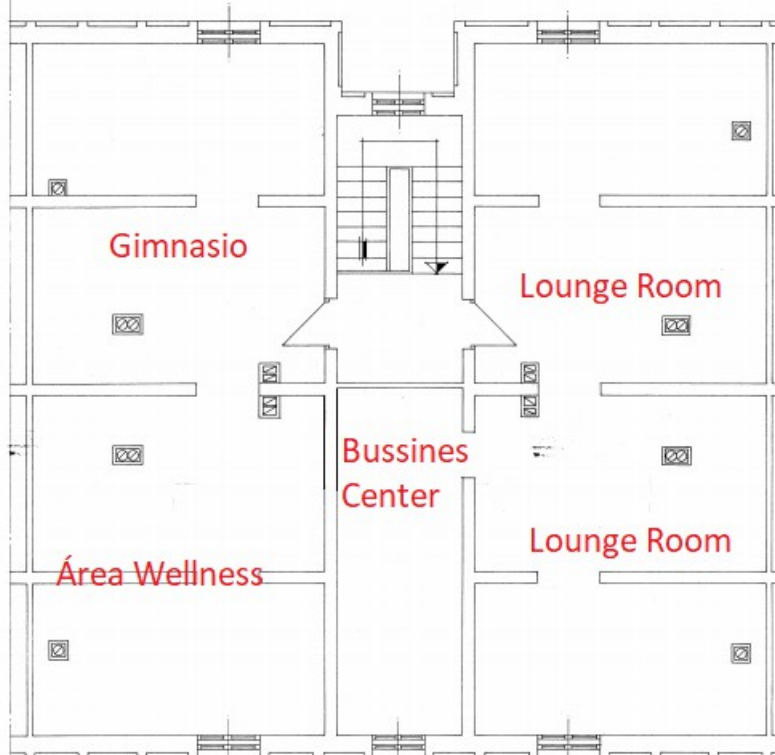 Gimnasio
Lounge Room
Bussines
Center
Lounge Room
Área Wellness